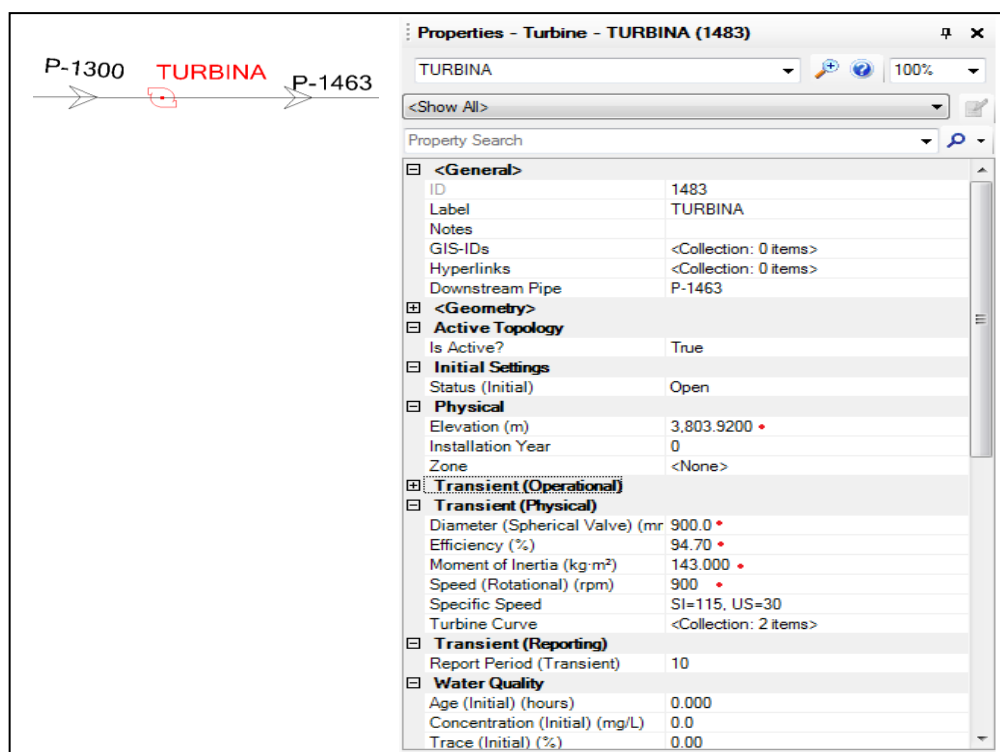 P-1300 TURBINA P-1463
Properties - Turbine - TURBINA (1483)
TURBINA 100%
<Show All>
Property Search
<General>
ID 1483
Label TURBINA
Notes
GIS-IDs <Collection: 0 items>
Hyperlinks <Collection: 0 items>
Downstream Pipe P-1463
<Geometry>
Active Topology
Is Active? True
Initial Settings
Status (Initial) Open
Physical
Elevation (m) 3,803.9200
Installation Year 0
Zone <None>
Transient (Operational)
Transient (Physical)
Diameter (Spherical Valve) (mr 900.0
Efficiency (%) 94.70
Moment of Inertia (kg·m²) 143.000
Speed (Rotational) (rpm) 900
Specific Speed SI=115, US=30
Turbine Curve <Collection: 2 items>
Transient (Reporting)
Report Period (Transient) 10
Water Quality
Age (Initial) (hours) 0.000
Concentration (Initial) (mg/L) 0.0
Trace (Initial) (%) 0.00